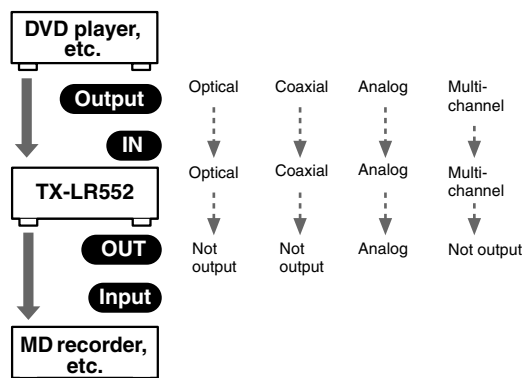 DVD player,
etc.
Output
Optical
Coaxial
Analog
Multi-
channel
IN
TX-LR552
Optical
Coaxial
Analog
Multi-
channel
OUT
Not
output
Not
output
Analog
Not output
Input
MD recorder,
etc.